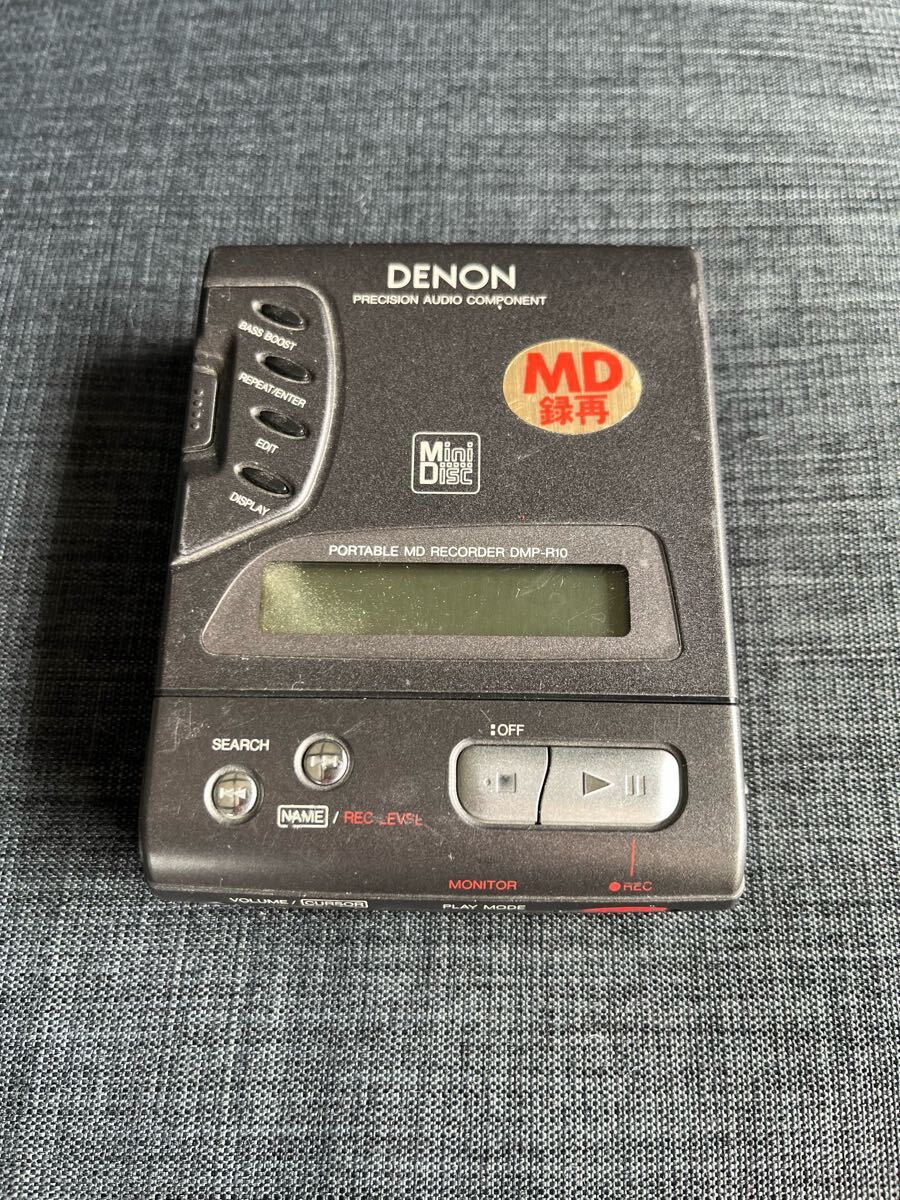 DENON
PRECISION AUDIO COMPONENT
BASS BOOST
REPEAT/ENTER
EDIT
DISPLAY
MD
録再
Mini
Disc
PORTABLE MD RECORDER DMP-R10
:OFF
SEARCH
NAME / REC LEVEL
MONITOR
●REC
VOLUME / CURSOR
PLAY MODE